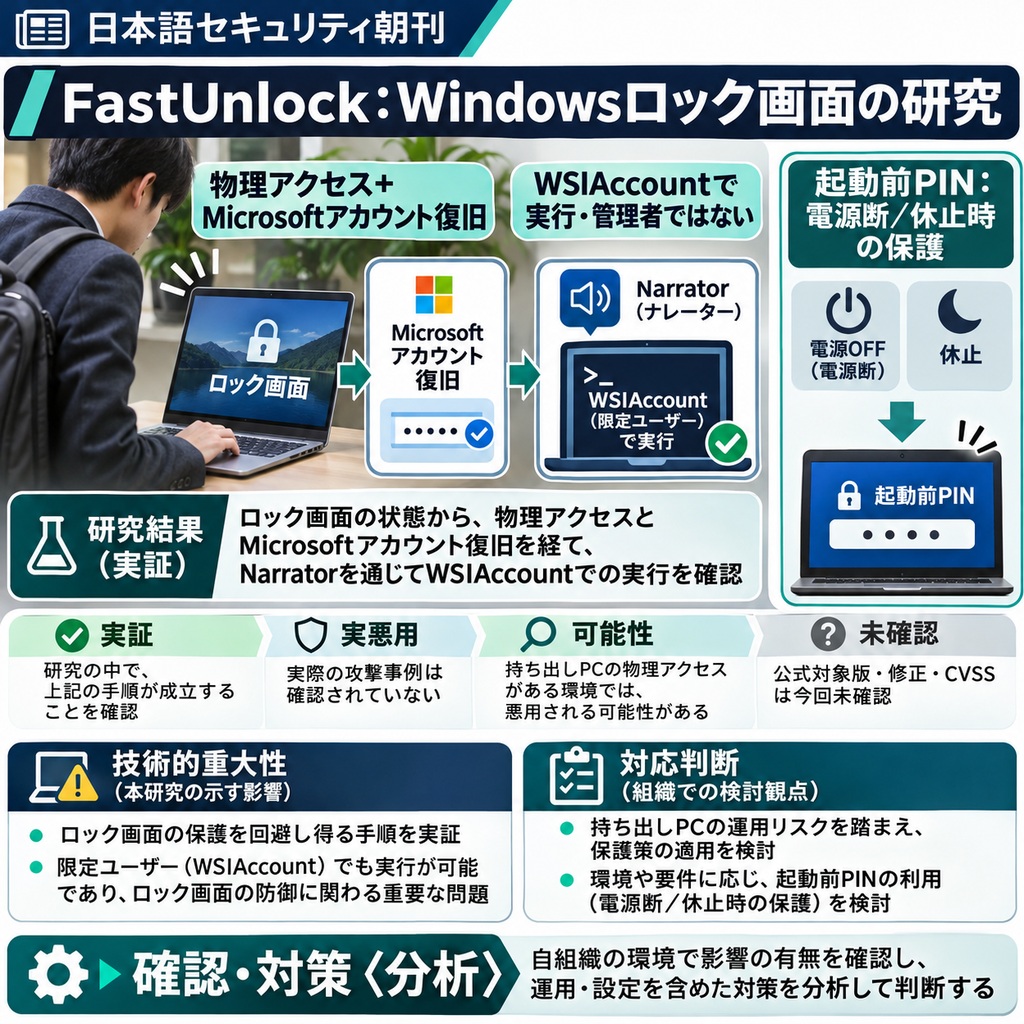 日本語セキュリティ朝刊
FastUnlock：Windowsロック画面の研究
物理アクセス＋
Microsoftアカウント復旧
WSIAccountで
実行・管理者ではない
起動前PIN：
電源断／休止時
の保護
ロック画面
Microsoft
アカウント
復旧
Narrator
（ナレーター）
>_
WSIAccount
（限定ユーザー）
で実行
電源OFF
（電源断）
休止
起動前PIN
研究結果
（実証）
ロック画面の状態から、物理アクセスと
Microsoftアカウント復旧を経て、
Narratorを通じてWSIAccountでの実行を確認
実証
研究の中で、
上記の手順が成立する
ことを確認
実悪用
実際の攻撃事例は
確認されていない
可能性
持ち出しPCの物理アクセス
がある環境では、
悪用される可能性がある
未確認
公式対象版・修正・CVSS
は今回未確認
技術的重大性
（本研究の示す影響）
ロック画面の保護を回避し得る手順を実証
限定ユーザー（WSIAccount）でも実行が可能
であり、ロック画面の防御に関わる重要な問題
対応判断
（組織での検討観点）
持ち出しPCの運用リスクを踏まえ、
保護策の適用を検討
環境や要件に応じ、起動前PINの利用
（電源断／休止時の保護）を検討
確認・対策〈分析〉
自組織の環境で影響の有無を確認し、
運用・設定を含めた対策を分析して判断する